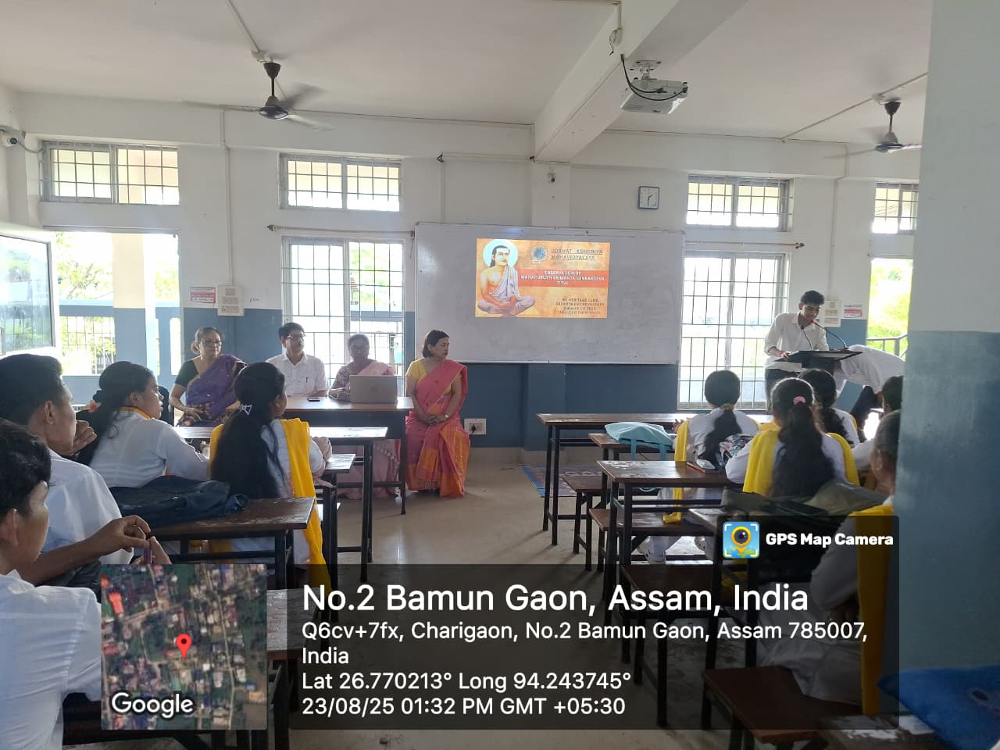 JORHAT KENDRIYA
MAHAVIDYALAYA
OBSERVATION OF
MAHAPURUSH SRIMANTA SANKARDEVA
TITHI
BY HERITAGE CLUB,
DEPARTMENT OF HISTORY
GPS Map Camera
No.2 Bamun Gaon, Assam, India
Q6cv+7fx, Charigaon, No.2 Bamun Gaon, Assam 785007,
India
Lat 26.770213° Long 94.243745°
23/08/25 01:32 PM GMT +05:30
Google